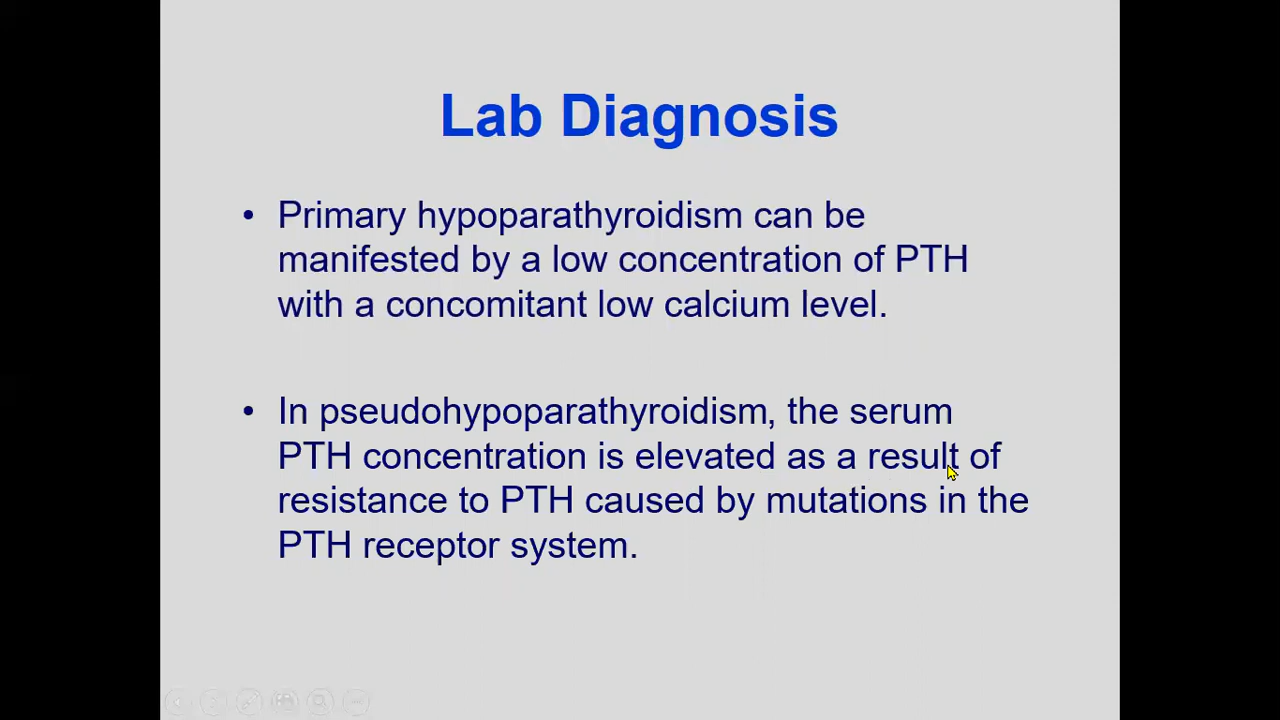 Lab Diagnosis
• Primary hypoparathyroidism can be
manifested by a low concentration of PTH
with a concomitant low calcium level.
• In pseudohypoparathyroidism, the serum
PTH concentration is elevated as a result of
resistance to PTH caused by mutations in the
PTH receptor system.